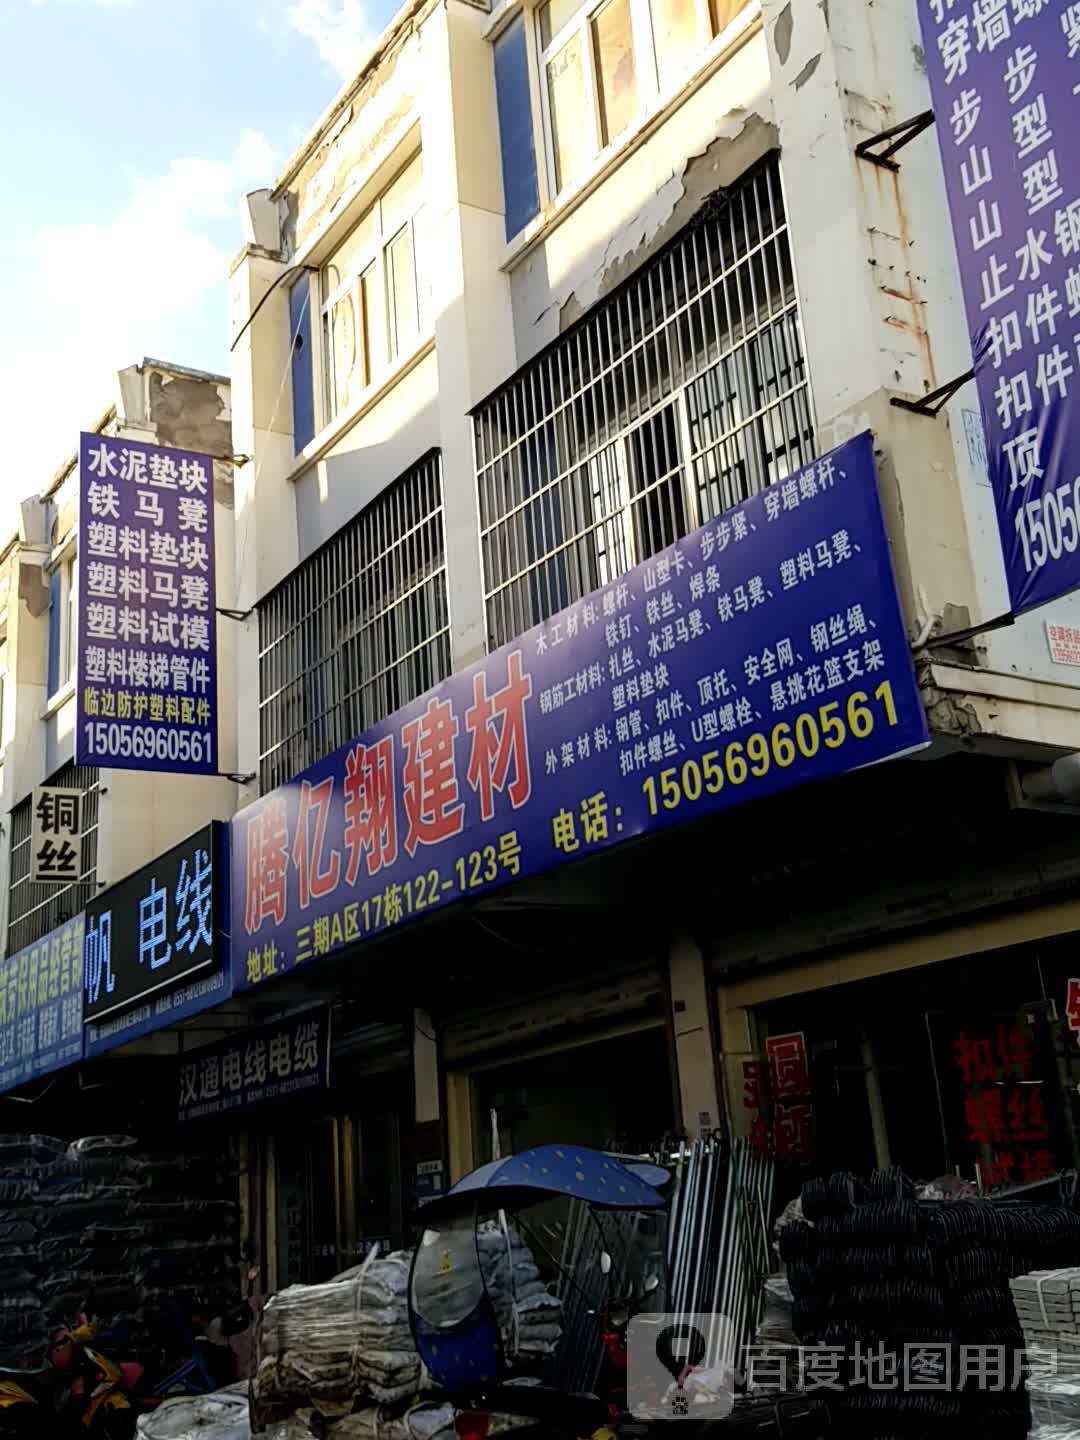 水泥垫块
铁马凳
塑料垫块
塑料马凳
塑料试模
塑料楼梯管件
临边防护塑料配件
15056960561
铜丝
帆 电线
汉通电线电缆
腾亿翔建材
木工材料: 螺杆、山型卡、步步紧、穿墙螺杆、
铁钉、铁丝、焊条
钢筋工材料: 扎丝、水泥马凳、铁马凳、塑料马凳、
塑料垫块
外架材料: 钢管、扣件、顶托、安全网、钢丝绳、
扣件螺丝、U型螺栓、悬挑花篮支架
地址：三期A区17栋122-123号 电话：15056960561
穿墙螺
步步
山型
山型
止水钢
扣件螺
扣件
顶
15056
扣件
螺丝
试模
百度地图用户